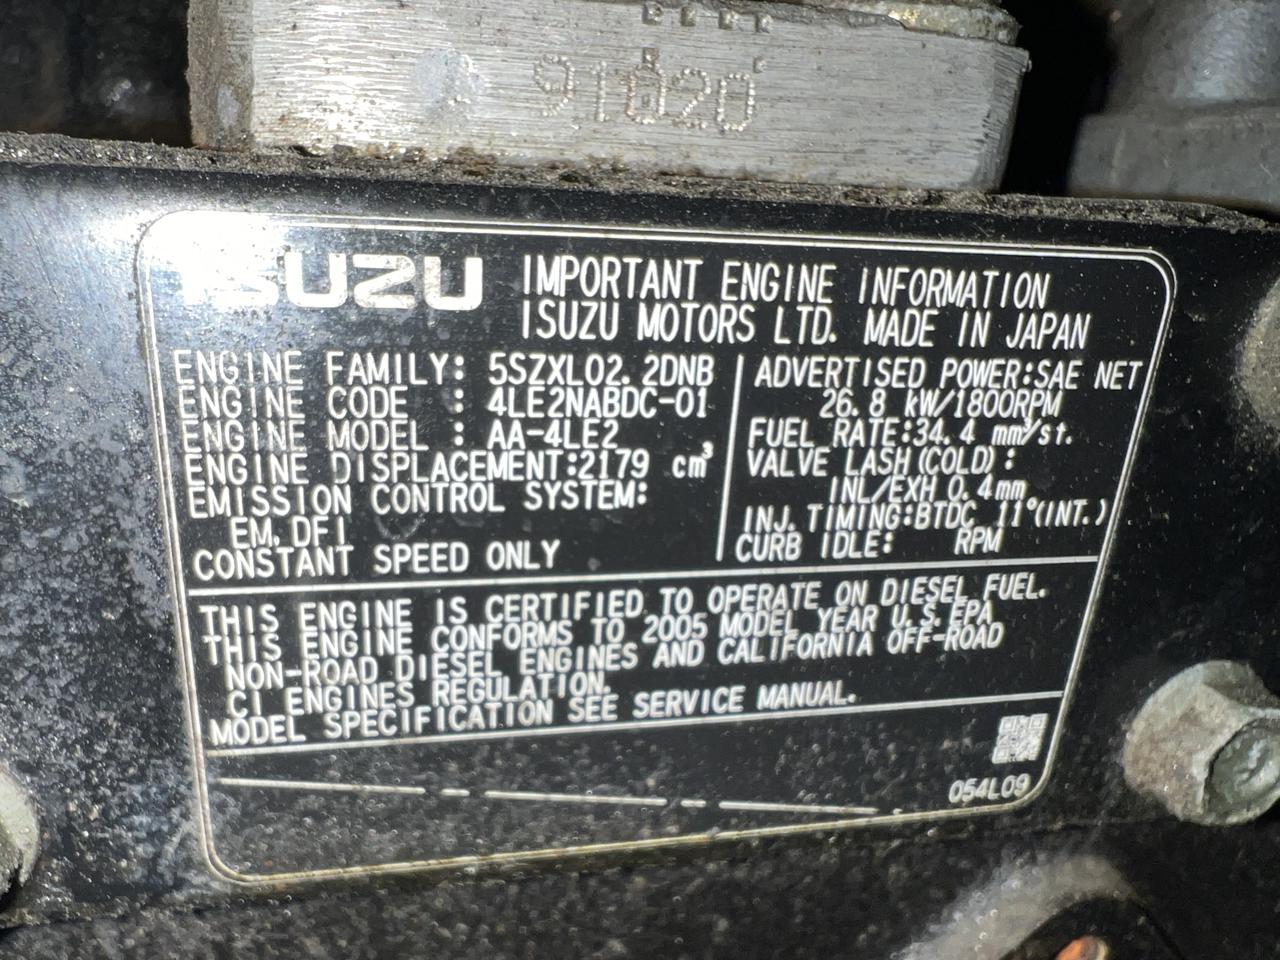 91020
ISUZU
IMPORTANT ENGINE INFORMATION
ISUZU MOTORS LTD. MADE IN JAPAN
ENGINE FAMILY: 5SZXL02.2DNB
ENGINE CODE : 4LE2NABDC-01
ENGINE MODEL : AA-4LE2
ENGINE DISPLACEMENT:2179 cm³
EMISSION CONTROL SYSTEM:
EM, DFI
CONSTANT SPEED ONLY
ADVERTISED POWER:SAE NET
26.8 kW/1800RPM
FUEL RATE:34.4 mm³/st.
VALVE LASH(COLD):
INL/EXH 0.4mm
INJ. TIMING:BTDC 11°(INT.)
CURB IDLE: RPM
THIS ENGINE IS CERTIFIED TO OPERATE ON DIESEL FUEL.
THIS ENGINE CONFORMS TO 2005 MODEL YEAR U.S.EPA
NON-ROAD DIESEL ENGINES AND CALIFORNIA OFF-ROAD
CI ENGINES REGULATION.
MODEL SPECIFICATION SEE SERVICE MANUAL.
054L09